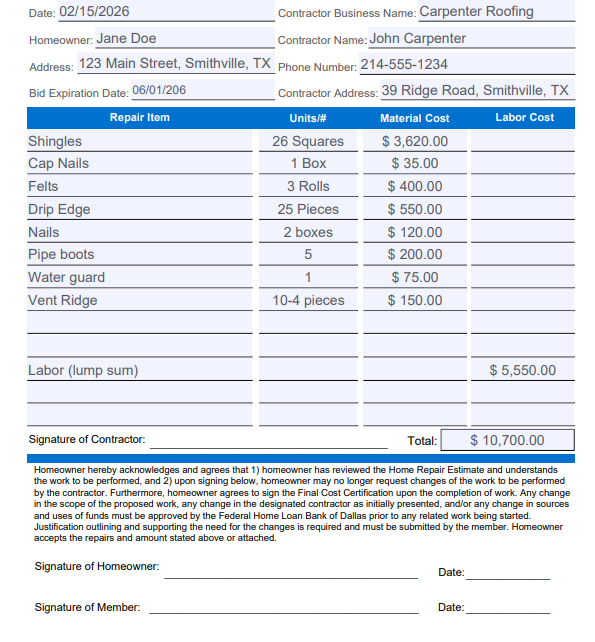 Date: 02/15/2026 Contractor Business Name: Carpenter Roofing
Homeowner: Jane Doe Contractor Name: John Carpenter
Address: 123 Main Street, Smithville, TX Phone Number: 214-555-1234
Bid Expiration Date: 06/01/206 Contractor Address: 39 Ridge Road, Smithville, TX
Repair Item Units/# Material Cost Labor Cost
Shingles 26 Squares $ 3,620.00
Cap Nails 1 Box $ 35.00
Felts 3 Rolls $ 400.00
Drip Edge 25 Pieces $ 550.00
Nails 2 boxes $ 120.00
Pipe boots 5 $ 200.00
Water guard 1 $ 75.00
Vent Ridge 10-4 pieces $ 150.00
Labor (lump sum) $ 5,550.00
Signature of Contractor: Total: $ 10,700.00
Homeowner hereby acknowledges and agrees that 1) homeowner has reviewed the Home Repair Estimate and understands
the work to be performed, and 2) upon signing below, homeowner may no longer request changes of the work to be performed
by the contractor. Furthermore, homeowner agrees to sign the Final Cost Certification upon the completion of work. Any change
in the scope of the proposed work, any change in the designated contractor as initially presented, and/or any change in sources
and uses of funds must be approved by the Federal Home Loan Bank of Dallas prior to any related work being started.
Justification outlining and supporting the need for the changes is required and must be submitted by the member. Homeowner
accepts the repairs and amount stated above or attached.
Signature of Homeowner: Date:
Signature of Member: Date: